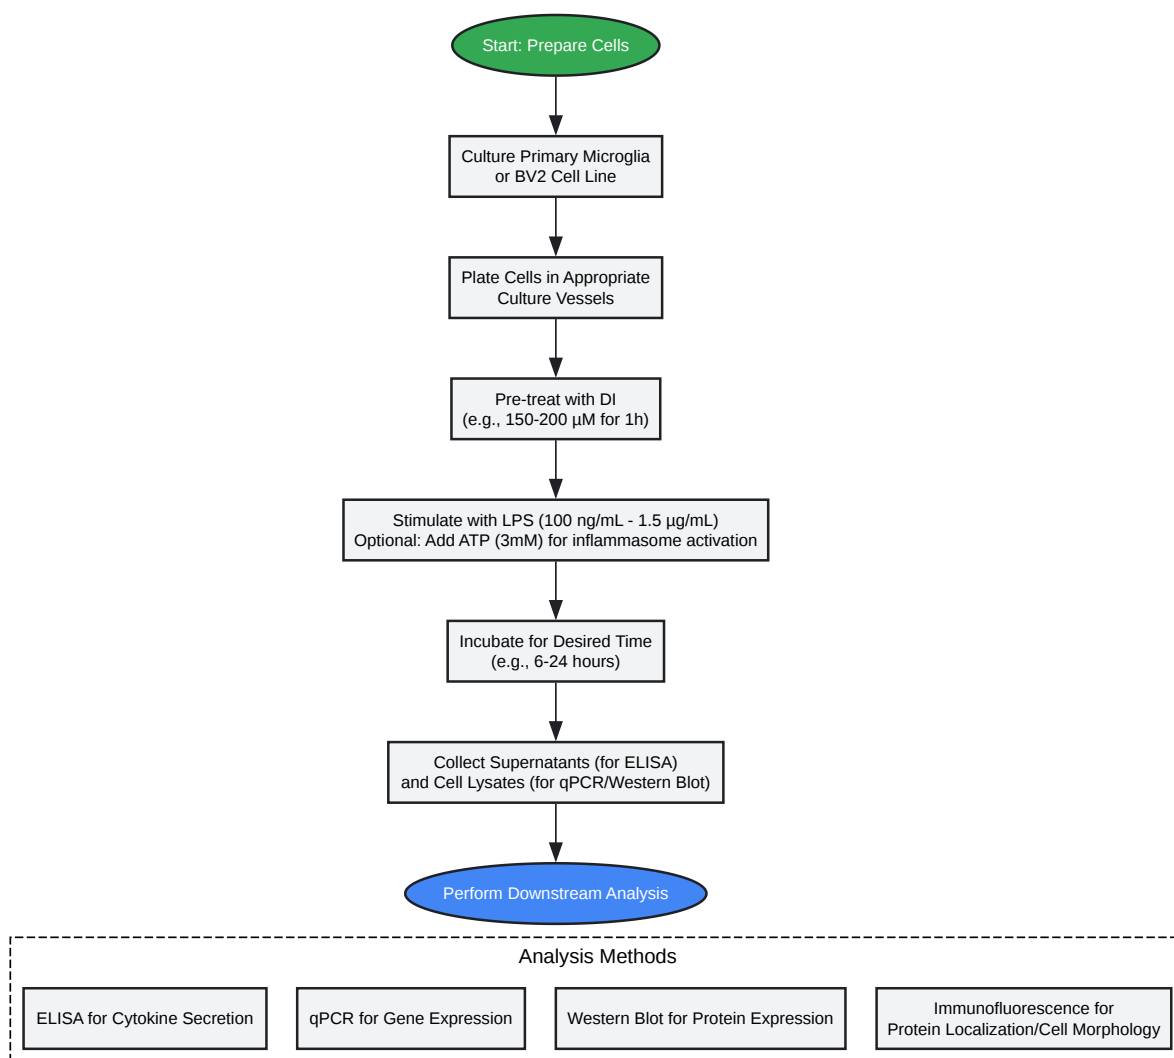 Start: Prepare Cells
Culture Primary Microglia
or BV2 Cell Line
Plate Cells in Appropriate
Culture Vessels
Pre-treat with DI
(e.g., 150-200 µM for 1h)
Stimulate with LPS (100 ng/mL - 1.5 µg/mL)
Optional: Add ATP (3mM) for inflammasome activation
Incubate for Desired Time
(e.g., 6-24 hours)
Collect Supernatants (for ELISA)
and Cell Lysates (for qPCR/Western Blot)
Perform Downstream Analysis
Analysis Methods
ELISA for Cytokine Secretion
qPCR for Gene Expression
Western Blot for Protein Expression
Immunofluorescence for
Protein Localization/Cell Morphology